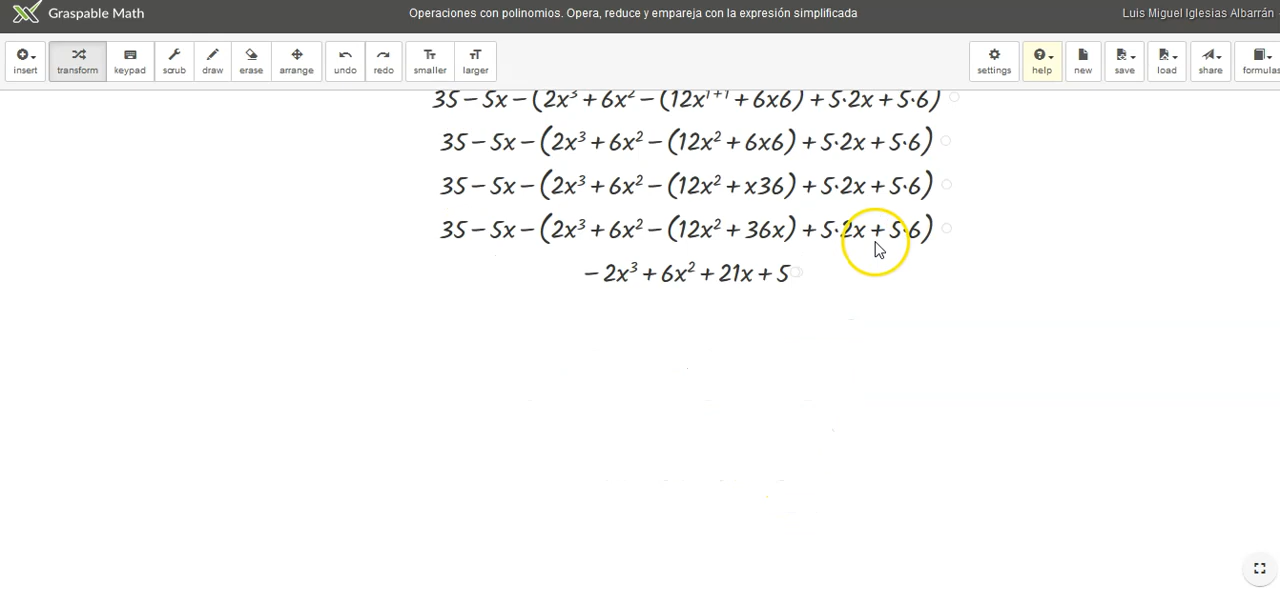 Graspable Math
Operaciones con polinomios. Opera, reduce y empareja con la expresión simplificada
Luis Miguel Iglesias Albarrán
insert transform keypad scrub draw erase arrange undo redo smaller larger settings help new save load share formulas
35 − 5x − (2x³ + 6x² − (12x¹⁺¹ + 6x6) + 5·2x + 5·6)
35 − 5x − (2x³ + 6x² − (12x² + 6x6) + 5·2x + 5·6)
35 − 5x − (2x³ + 6x² − (12x² + x36) + 5·2x + 5·6)
35 − 5x − (2x³ + 6x² − (12x² + 36x) + 5·2x + 5·6)
− 2x³ + 6x² + 21x + 5